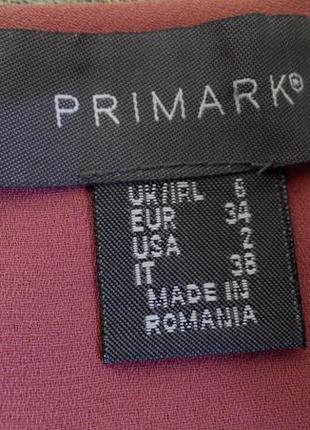 PRIMARK®
UK/IRL 6
EUR 34
USA 2
IT 38
MADE IN
ROMANIA